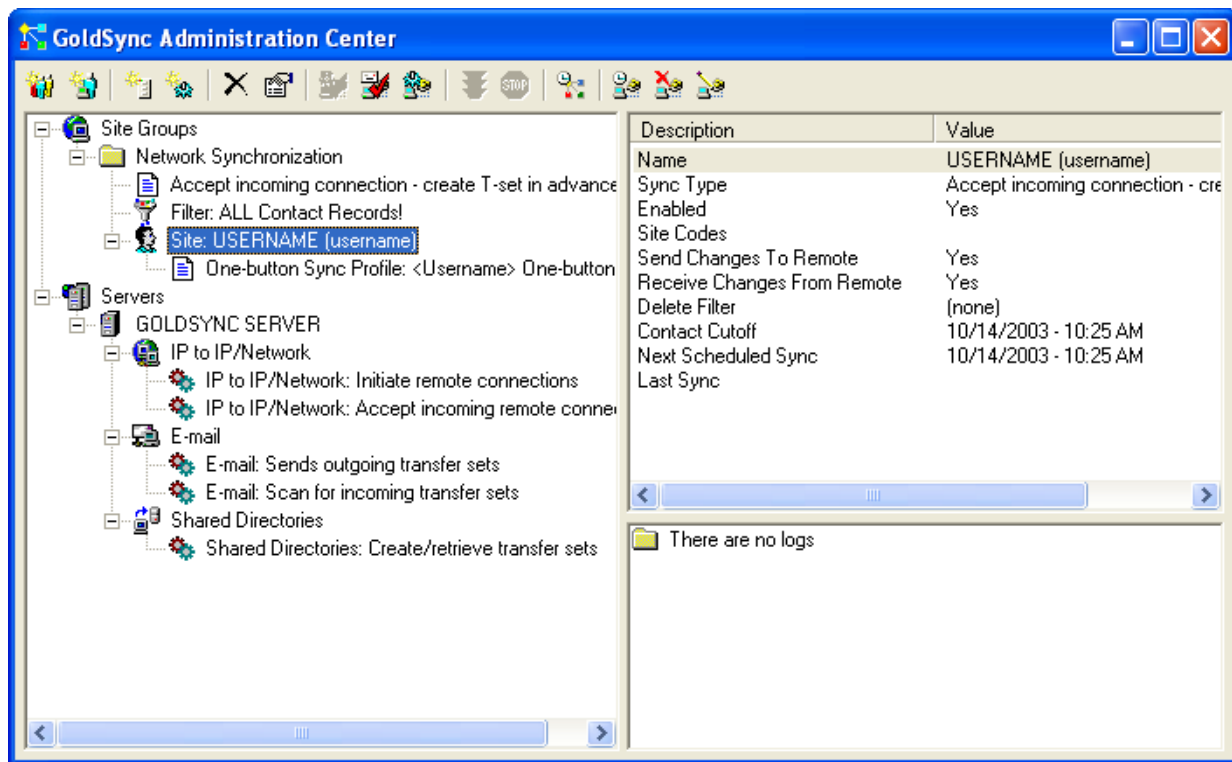 GoldSync Administration Center
STOP
Site Groups
Network Synchronization
Accept incoming connection - create T-set in advance
Filter: ALL Contact Records!
Site: USERNAME (username)
One-button Sync Profile: <Username> One-button
Servers
GOLDSYNC SERVER
IP to IP/Network
IP to IP/Network: Initiate remote connections
IP to IP/Network: Accept incoming remote conne
E-mail
E-mail: Sends outgoing transfer sets
E-mail: Scan for incoming transfer sets
Shared Directories
Shared Directories: Create/retrieve transfer sets
Description Value
Name USERNAME (username)
Sync Type Accept incoming connection - cre
Enabled Yes
Site Codes
Send Changes To Remote Yes
Receive Changes From Remote Yes
Delete Filter (none)
Contact Cutoff 10/14/2003 - 10:25 AM
Next Scheduled Sync 10/14/2003 - 10:25 AM
Last Sync
There are no logs